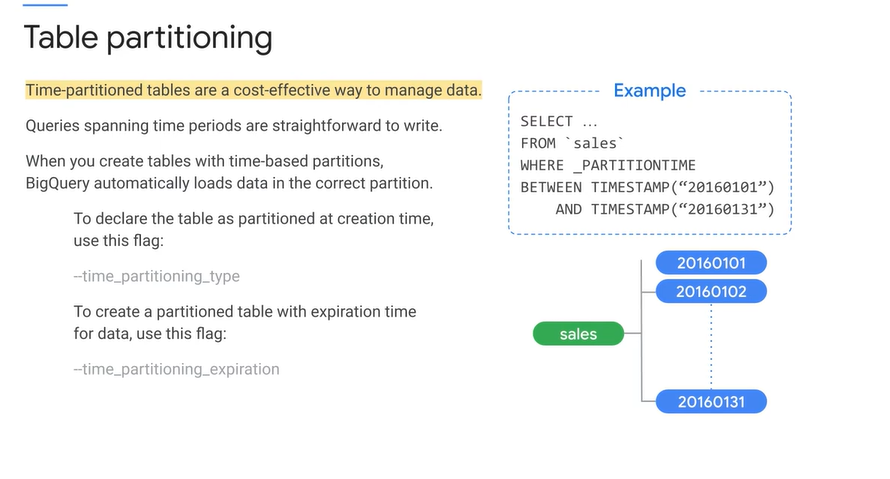 Table partitioning
Time-partitioned tables are a cost-effective way to manage data.
Queries spanning time periods are straightforward to write.
When you create tables with time-based partitions,
BigQuery automatically loads data in the correct partition.
To declare the table as partitioned at creation time,
use this flag:
--time_partitioning_type
To create a partitioned table with expiration time
for data, use this flag:
--time_partitioning_expiration
Example
SELECT …
FROM `sales`
WHERE _PARTITIONTIME
BETWEEN TIMESTAMP(“20160101”)
AND TIMESTAMP(“20160131”)
20160101
20160102
sales
20160131